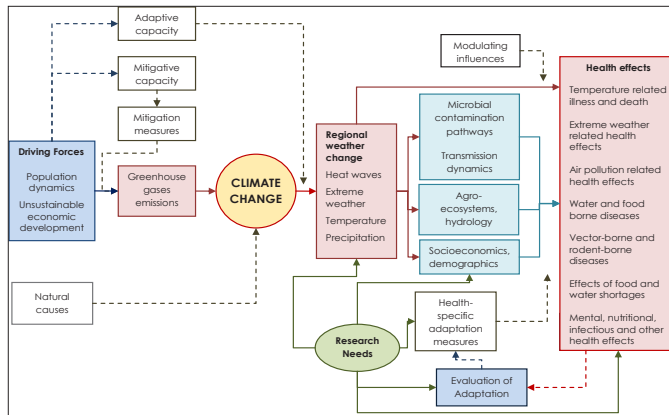 Adaptive
capacity
Mitigative
capacity
Mitigation
measures
Driving Forces
Population
dynamics
Unsustainable
economic
development
Greenhouse
gases
emissions
CLIMATE
CHANGE
Natural
causes
Regional
weather
change
Heat waves
Extreme
weather
Temperature
Precipitation
Modulating
influences
Microbial
contamination
pathways
Transmission
dynamics
Agro-
ecosystems,
hydrology
Socioeconomics,
demographics
Health-
specific
adaptation
measures
Research
Needs
Evaluation of
Adaptation
Health effects
Temperature related
illness and death
Extreme weather
related health
effects
Air pollution related
health effects
Water and food
borne diseases
Vector-borne and
rodent-borne
diseases
Effects of food and
water shortages
Mental, nutritional,
infectious and other
health effects